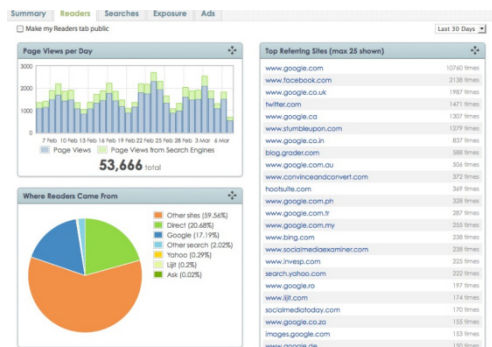 Summary Readers Searches Exposure Ads
Make my Readers tab public
Last 30 Days
Page Views per Day
3000
2000
1000
0
7 Feb 10 Feb 13 Feb 16 Feb 19 Feb 22 Feb 25 Feb 28 Feb 3 Mar 6 Mar
Page Views Page Views from Search Engines
53,666 total
Where Readers Came From
Other sites (59.56%)
Direct (20.68%)
Google (17.19%)
Other search (2.02%)
Yahoo (0.29%)
Lijit (0.2%)
Ask (0.02%)
Top Referring Sites (max 25 shown)
www.google.com 10760 times
www.facebook.com 2138 times
www.google.co.uk 1987 times
twitter.com 1471 times
www.google.ca 1307 times
www.stumbleupon.com 1279 times
www.google.co.in 837 times
blog.grader.com 588 times
www.google.com.au 506 times
www.convinceandconvert.com 372 times
hootsuite.com 369 times
www.google.com.ph 328 times
www.google.com.tr 287 times
www.google.com.my 255 times
www.bing.com 238 times
www.socialmediaexaminer.com 238 times
www.invesp.com 225 times
search.yahoo.com 222 times
www.google.ro 197 times
www.lijit.com 174 times
socialmediatoday.com 170 times
www.google.co.za 155 times
images.google.com 153 times
www.google.de 150 times